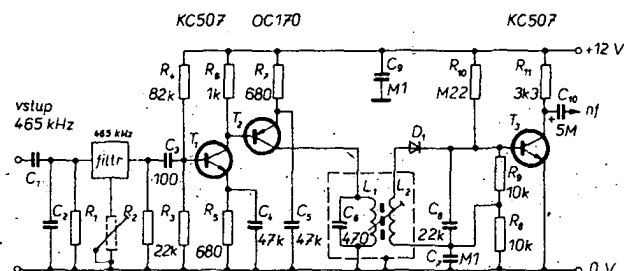 KC507
OC170
KC507
+12 V
R4
82k
R6
1k
R7
680
C9
M1
R10
M22
R11
3k3
C10
5M
nf
vstup
465 kHz
465 kHz
filtr
C3
100
T1
T2
D1
T3
C1
C2
R1
R2
R3
22k
R5
680
C4
47k
C5
47k
C6
470
L1
L2
C8
22k
R9
10k
R8
10k
C7
M1
0 V